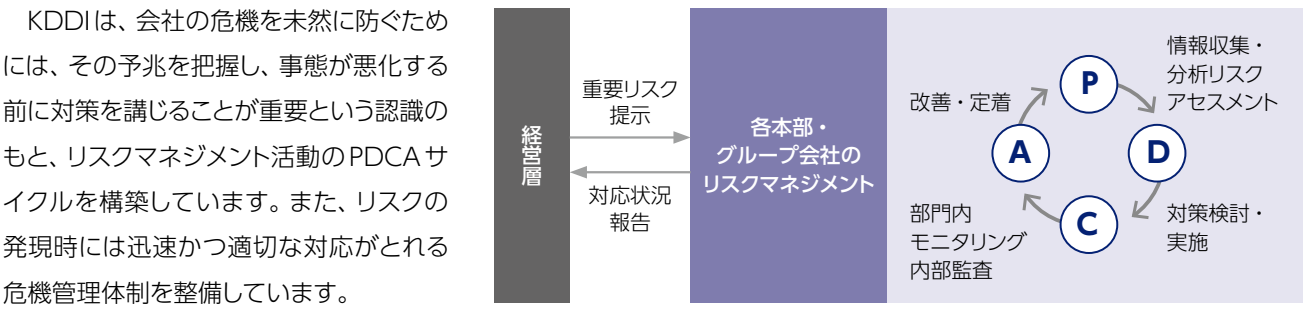 KDDIは、会社の危機を未然に防ぐため
には、その予兆を把握し、事態が悪化する
前に対策を講じることが重要という認識の
もと、リスクマネジメント活動のPDCAサ
イクルを構築しています。また、リスクの
発現時には迅速かつ適切な対応がとれる
危機管理体制を整備しています。
経営層
重要リスク
提示
対応状況
報告
各本部・
グループ会社の
リスクマネジメント
P
情報収集・
分析リスク
アセスメント
D
対策検討・
実施
C
部門内
モニタリング
内部監査
A
改善・定着